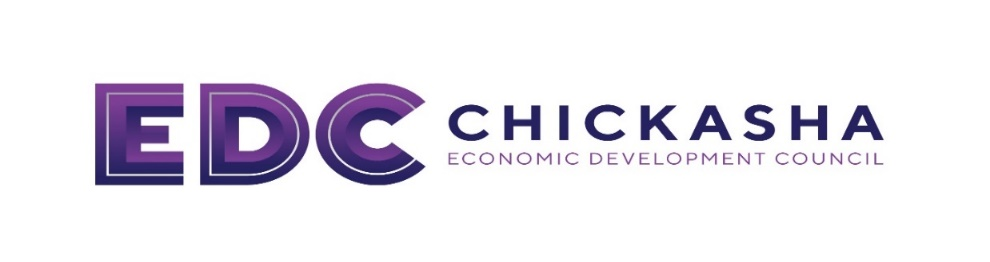 EDC
CHICKASHA
ECONOMIC DEVELOPMENT COUNCIL